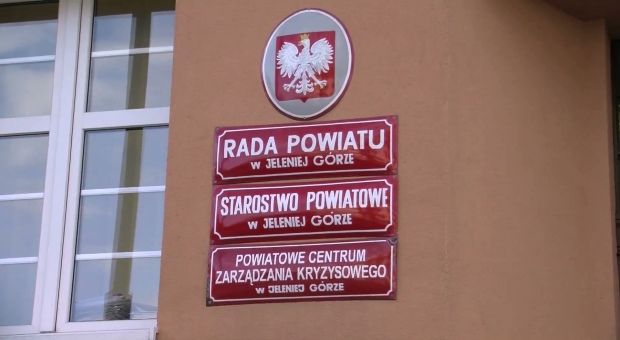 RADA POWIATU
W JELENIEJ GÓRZE
STAROSTWO POWIATOWE
W JELENIEJ GÓRZE
POWIATOWE CENTRUM
ZARZĄDZANIA KRYZYSOWEGO
W JELENIEJ GÓRZE